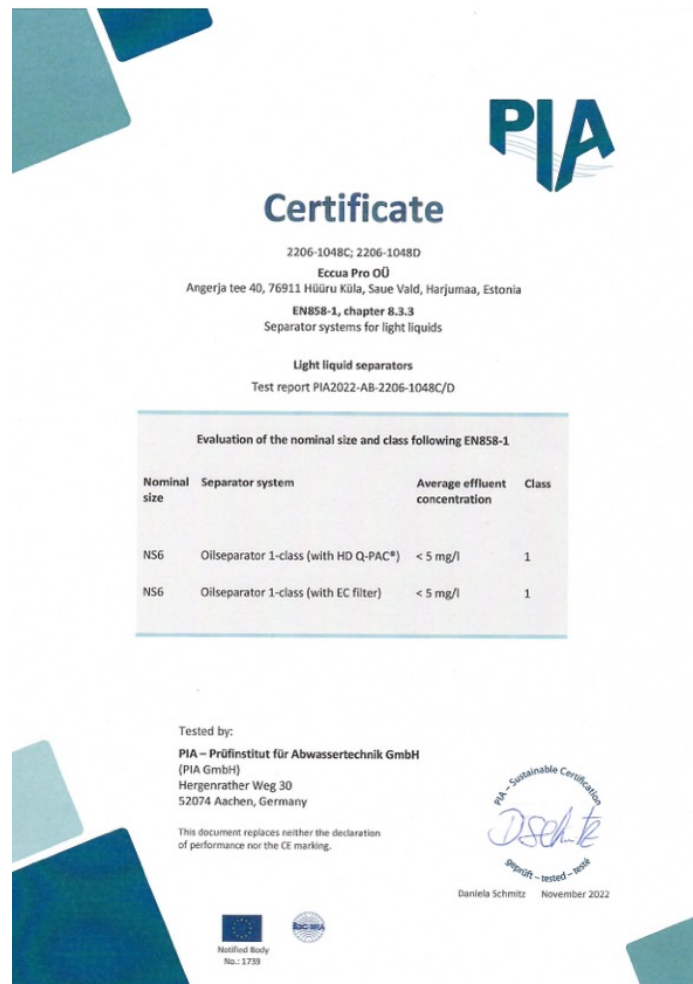 PIA
Certificate
2206-1048C; 2206-1048D
Eccua Pro OÜ
Angerja tee 40, 76911 Hüüru Küla, Saue Vald, Harjumaa, Estonia
EN858-1, chapter 8.3.3
Separator systems for light liquids
Light liquid separators
Test report PIA2022-AB-2206-1048C/D
Evaluation of the nominal size and class following EN858-1
Nominal size Separator system Average effluent concentration Class
NS6 Oilseparator 1-class (with HD Q-PAC®) < 5 mg/l 1
NS6 Oilseparator 1-class (with EC filter) < 5 mg/l 1
Tested by:
PIA – Prüfinstitut für Abwassertechnik GmbH
(PIA GmbH)
Hergenrather Weg 30
52074 Aachen, Germany
This document replaces neither the declaration
of performance nor the CE marking.
PIA – Sustainable Certification
D. Schmitz
geprüft – tested – testé
Daniela Schmitz November 2022
Notified Body
No.: 1739